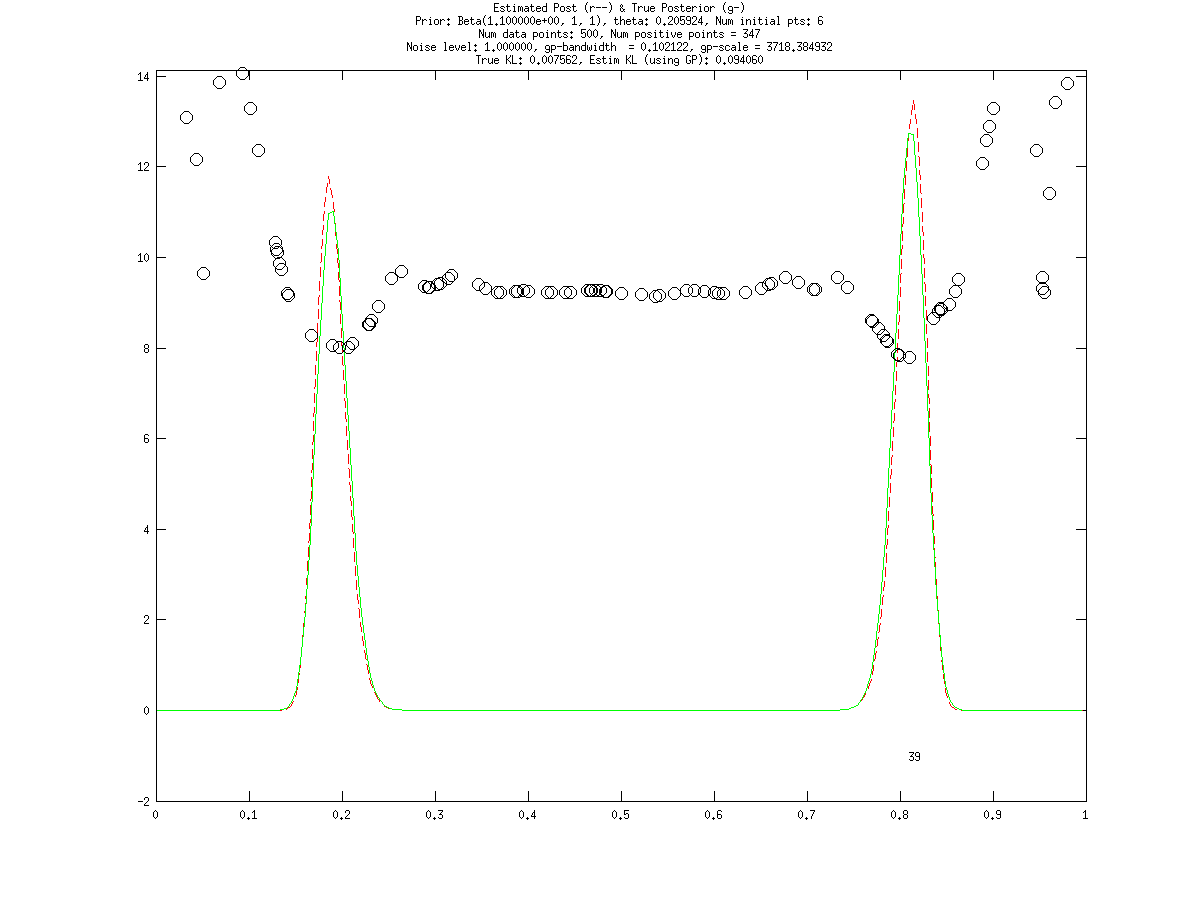 Estimated Post (r--) & True Posterior (g-)
Prior: Beta(1.100000e+00, 1, 1), theta: 0.205924, Num initial pts: 6
Num data points: 500, Num positive points = 347
Noise level: 1.000000, gp-bandwidth  = 0.102122, gp-scale = 3718.384932
True KL: 0.007562, Estim KL (using GP): 0.094060
14
12
10
8
6
4
2
0
39
-2
0 0.1 0.2 0.3 0.4 0.5 0.6 0.7 0.8 0.9 1